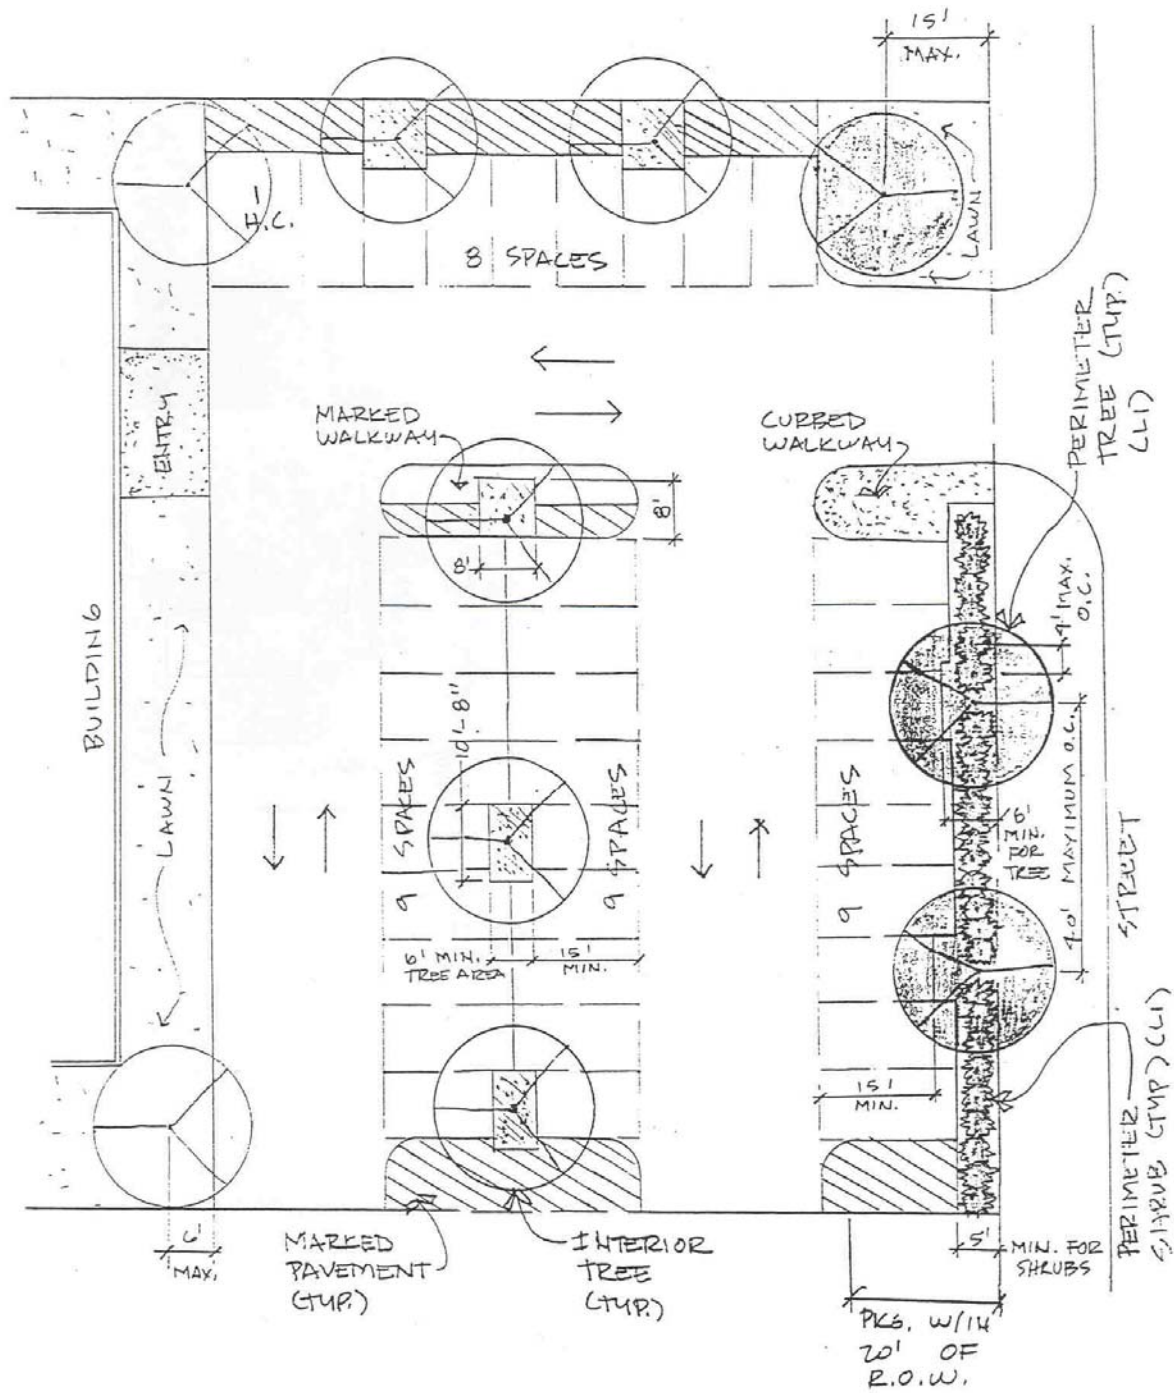 15'
MAX.
LAWN
1
H.C.
8 SPACES
PERIMETER
TREE (TYP.)
(LI)
MARKED
WALKWAY
CURBED
WALKWAY
ENTRY
8'
8'
4' MAX.
O.C.
BUILDING
LAWN
10'-8"
9 SPACES
9 SPACES
9 SPACES
6'
MIN.
FOR
TREE
40' MAXIMUM O.C.
STREET
6' MIN.
TREE AREA
15'
MIN.
15'
MIN.
PERIMETER
SHRUB (TYP.) (LI)
6'
MAX.
MARKED
PAVEMENT
(TYP.)
INTERIOR
TREE
(TYP.)
5'
MIN. FOR
SHRUBS
PKG. W/IN
20' OF
R.O.W.